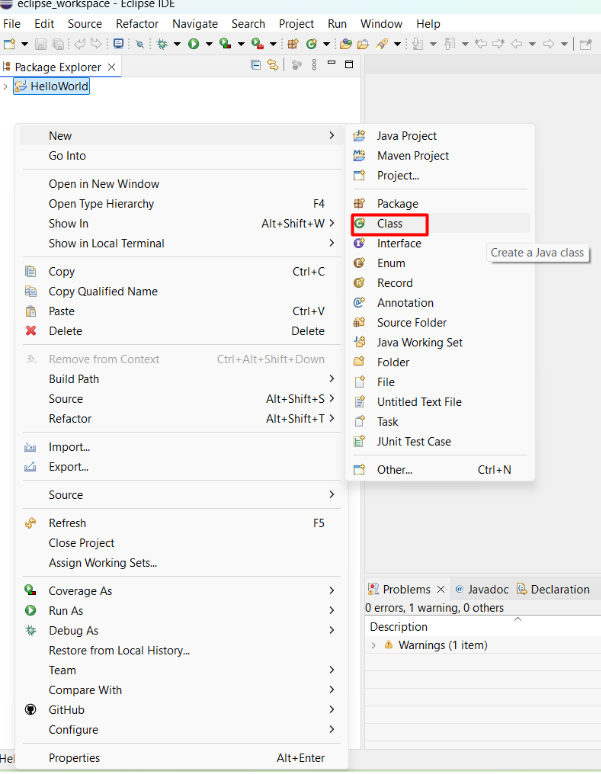 eclipse_workspace - Eclipse IDE
File Edit Source Refactor Navigate Search Project Run Window Help
Package Explorer
HelloWorld
New
Go Into
Open in New Window
Open Type Hierarchy F4
Show In Alt+Shift+W
Show in Local Terminal
Copy Ctrl+C
Copy Qualified Name
Paste Ctrl+V
Delete Delete
Remove from Context Ctrl+Alt+Shift+Down
Build Path
Source Alt+Shift+S
Refactor Alt+Shift+T
Import...
Export...
Source
Refresh F5
Close Project
Assign Working Sets...
Coverage As
Run As
Debug As
Restore from Local History...
Team
Compare With
GitHub
Configure
Properties Alt+Enter
Java Project
Maven Project
Project...
Package
Class
Interface
Enum
Record
Annotation
Source Folder
Java Working Set
Folder
File
Untitled Text File
Task
JUnit Test Case
Other... Ctrl+N
Create a Java class
Problems Javadoc Declaration
0 errors, 1 warning, 0 others
Description
Warnings (1 item)
Hel